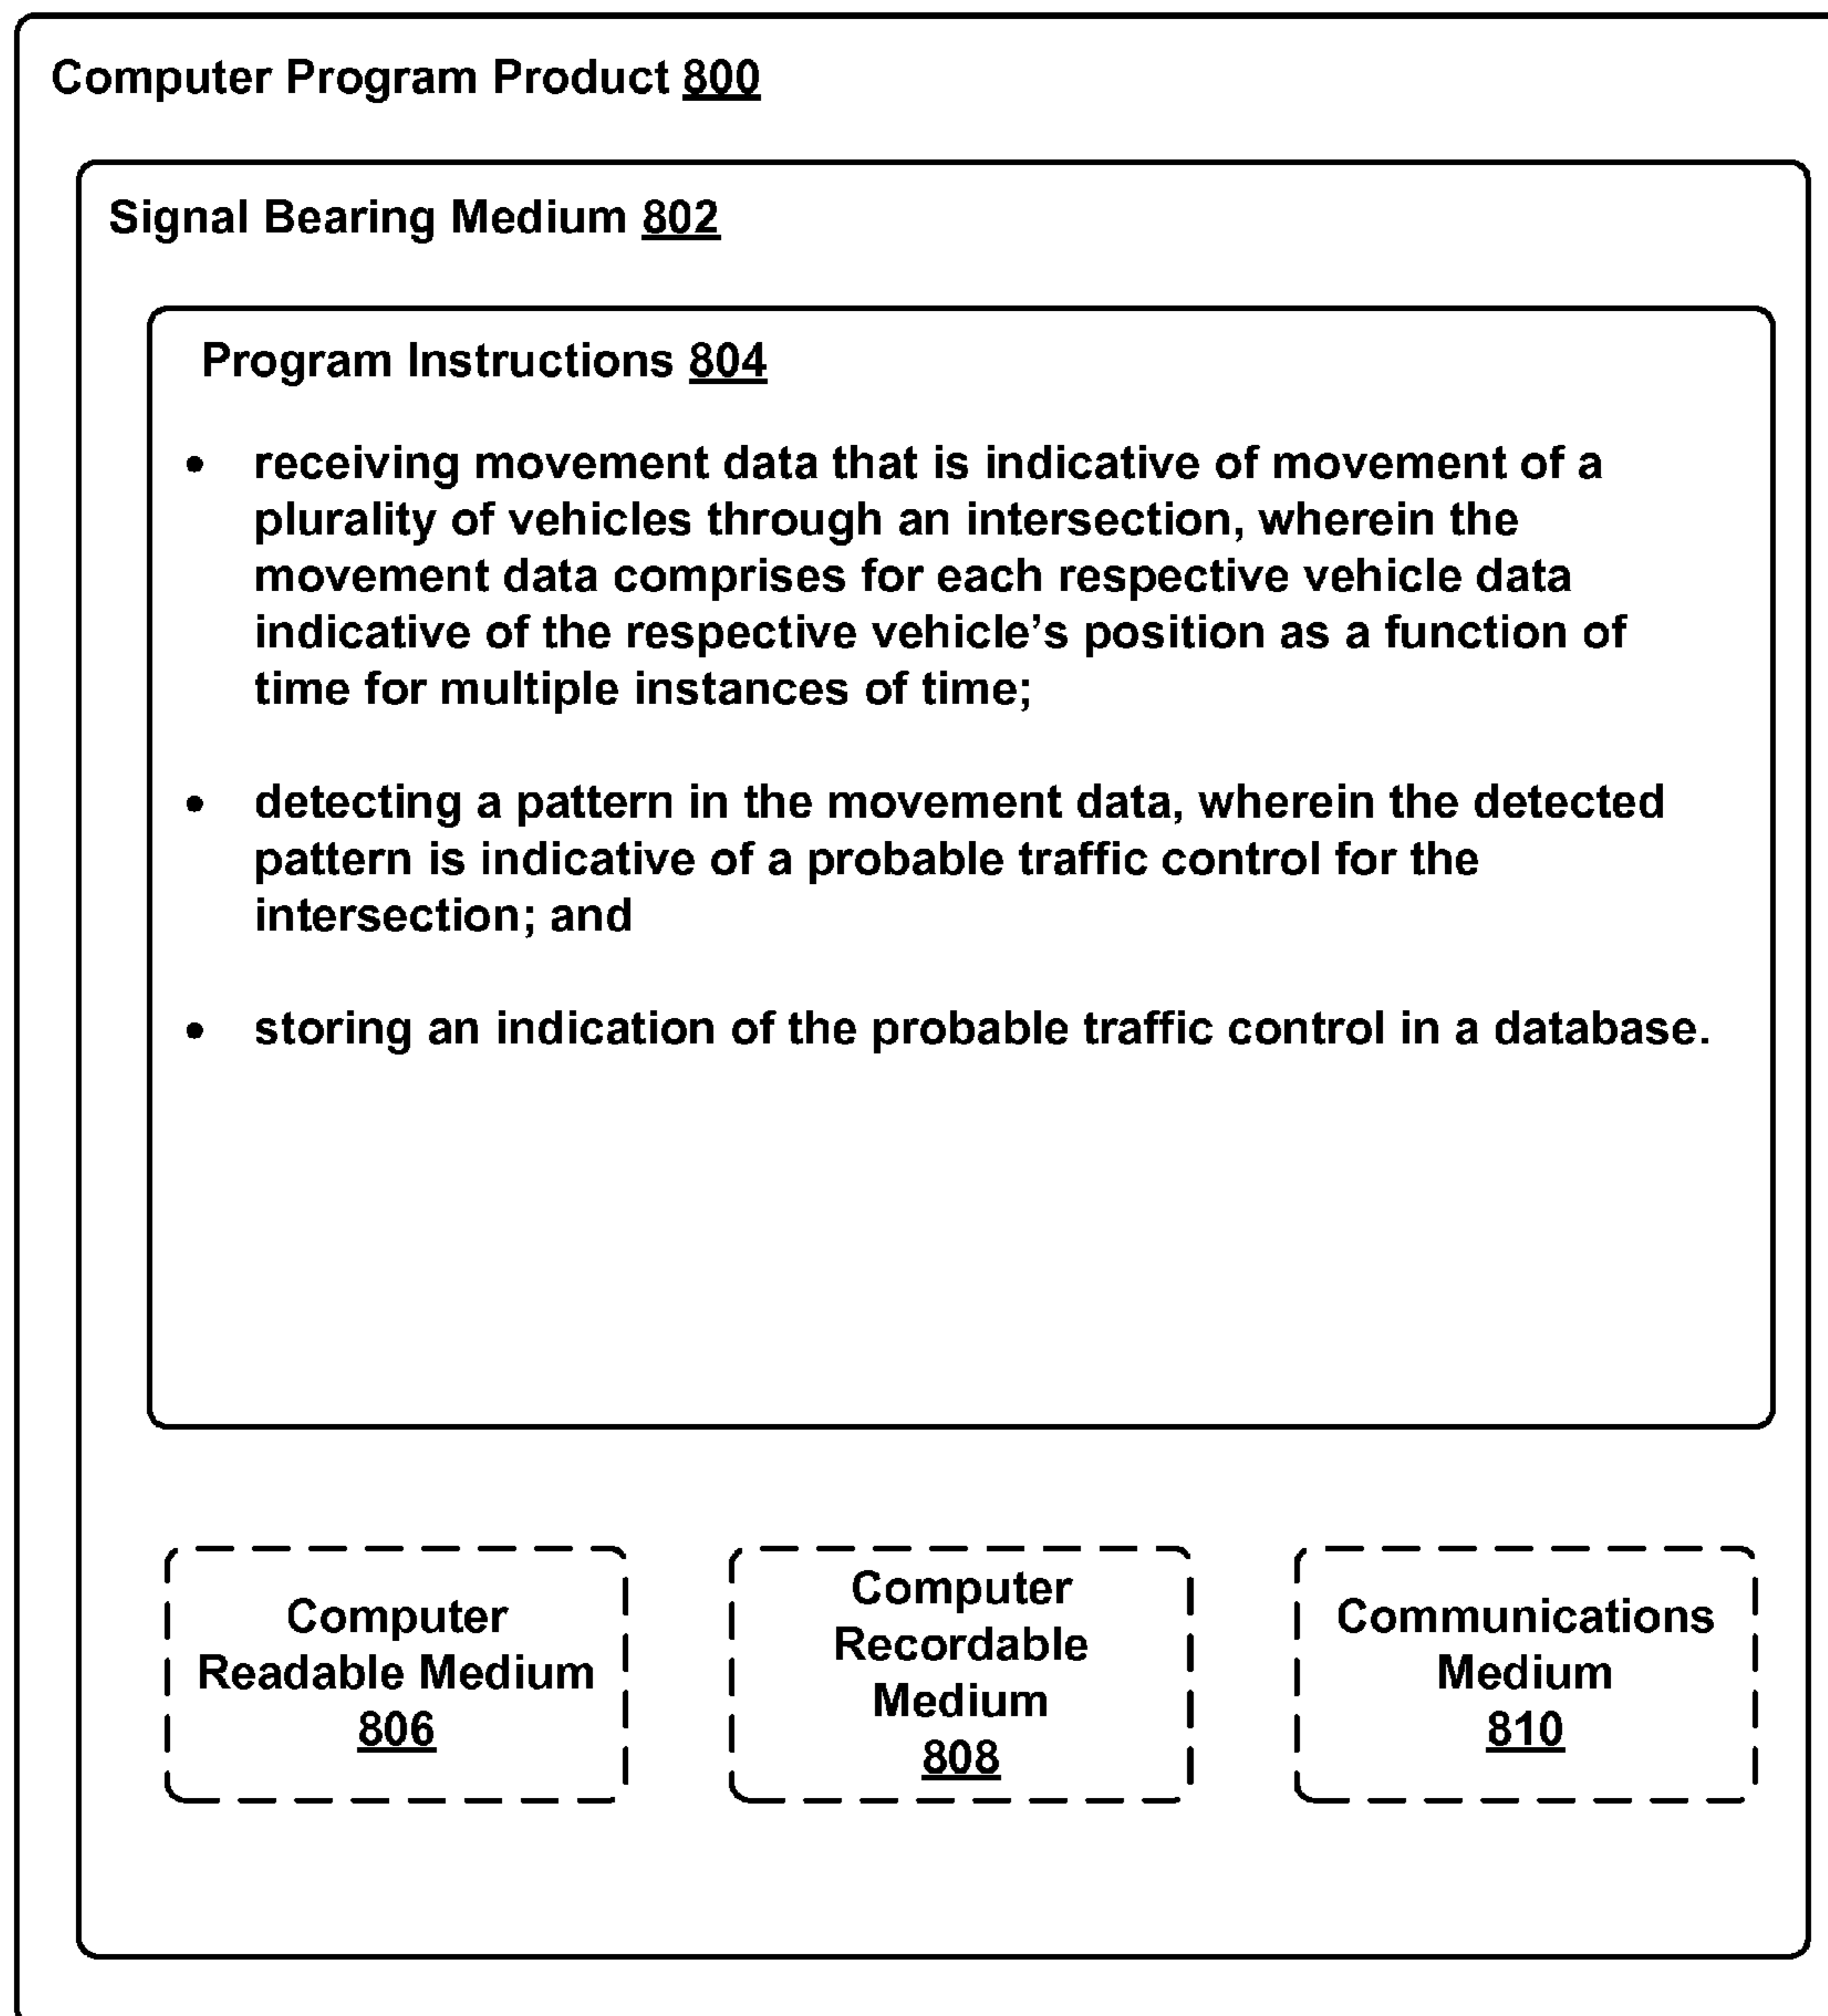 Computer Program Product 800
Signal Bearing Medium 802
Program Instructions 804
• receiving movement data that is indicative of movement of a
plurality of vehicles through an intersection, wherein the
movement data comprises for each respective vehicle data
indicative of the respective vehicle’s position as a function of
time for multiple instances of time;
• detecting a pattern in the movement data, wherein the detected
pattern is indicative of a probable traffic control for the
intersection; and
• storing an indication of the probable traffic control in a database.
Computer
Readable Medium
806
Computer
Recordable
Medium
808
Communications
Medium
810